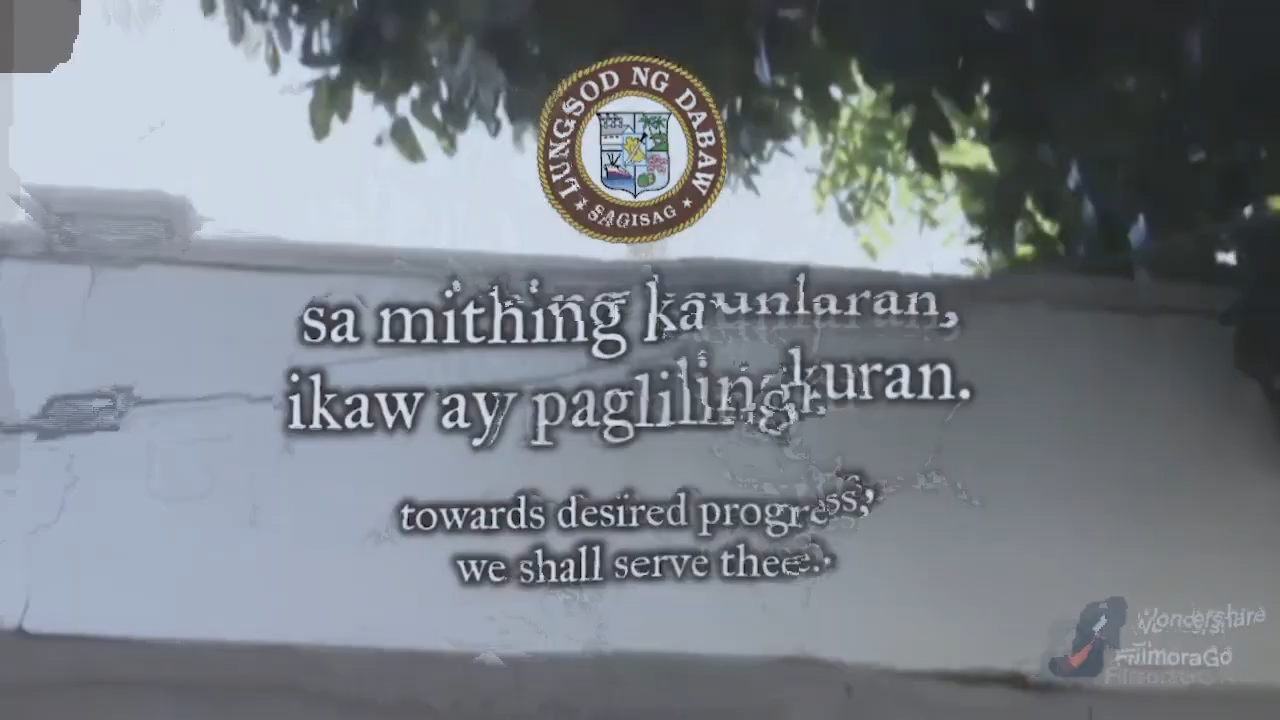 LUNGSOD NG DABAW
SAGISAG
sa mithing kaunlaran,
ikaw ay paglilingkuran.
towards desired progress,
we shall serve thee.
Wondershare
FilmoraGo